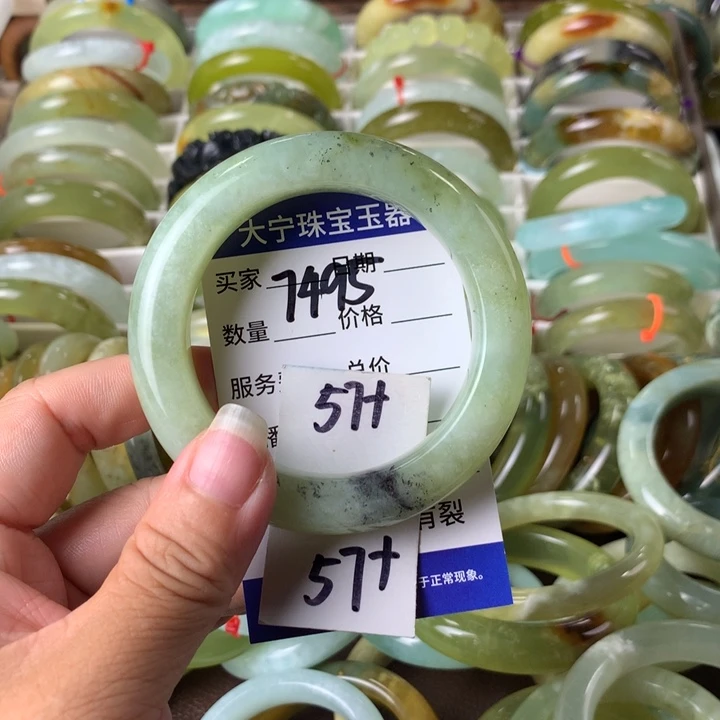 大宁珠宝玉器
买家 日期
7495
数量 价格
服务 总价
57+
57+
有裂
于正常现象。